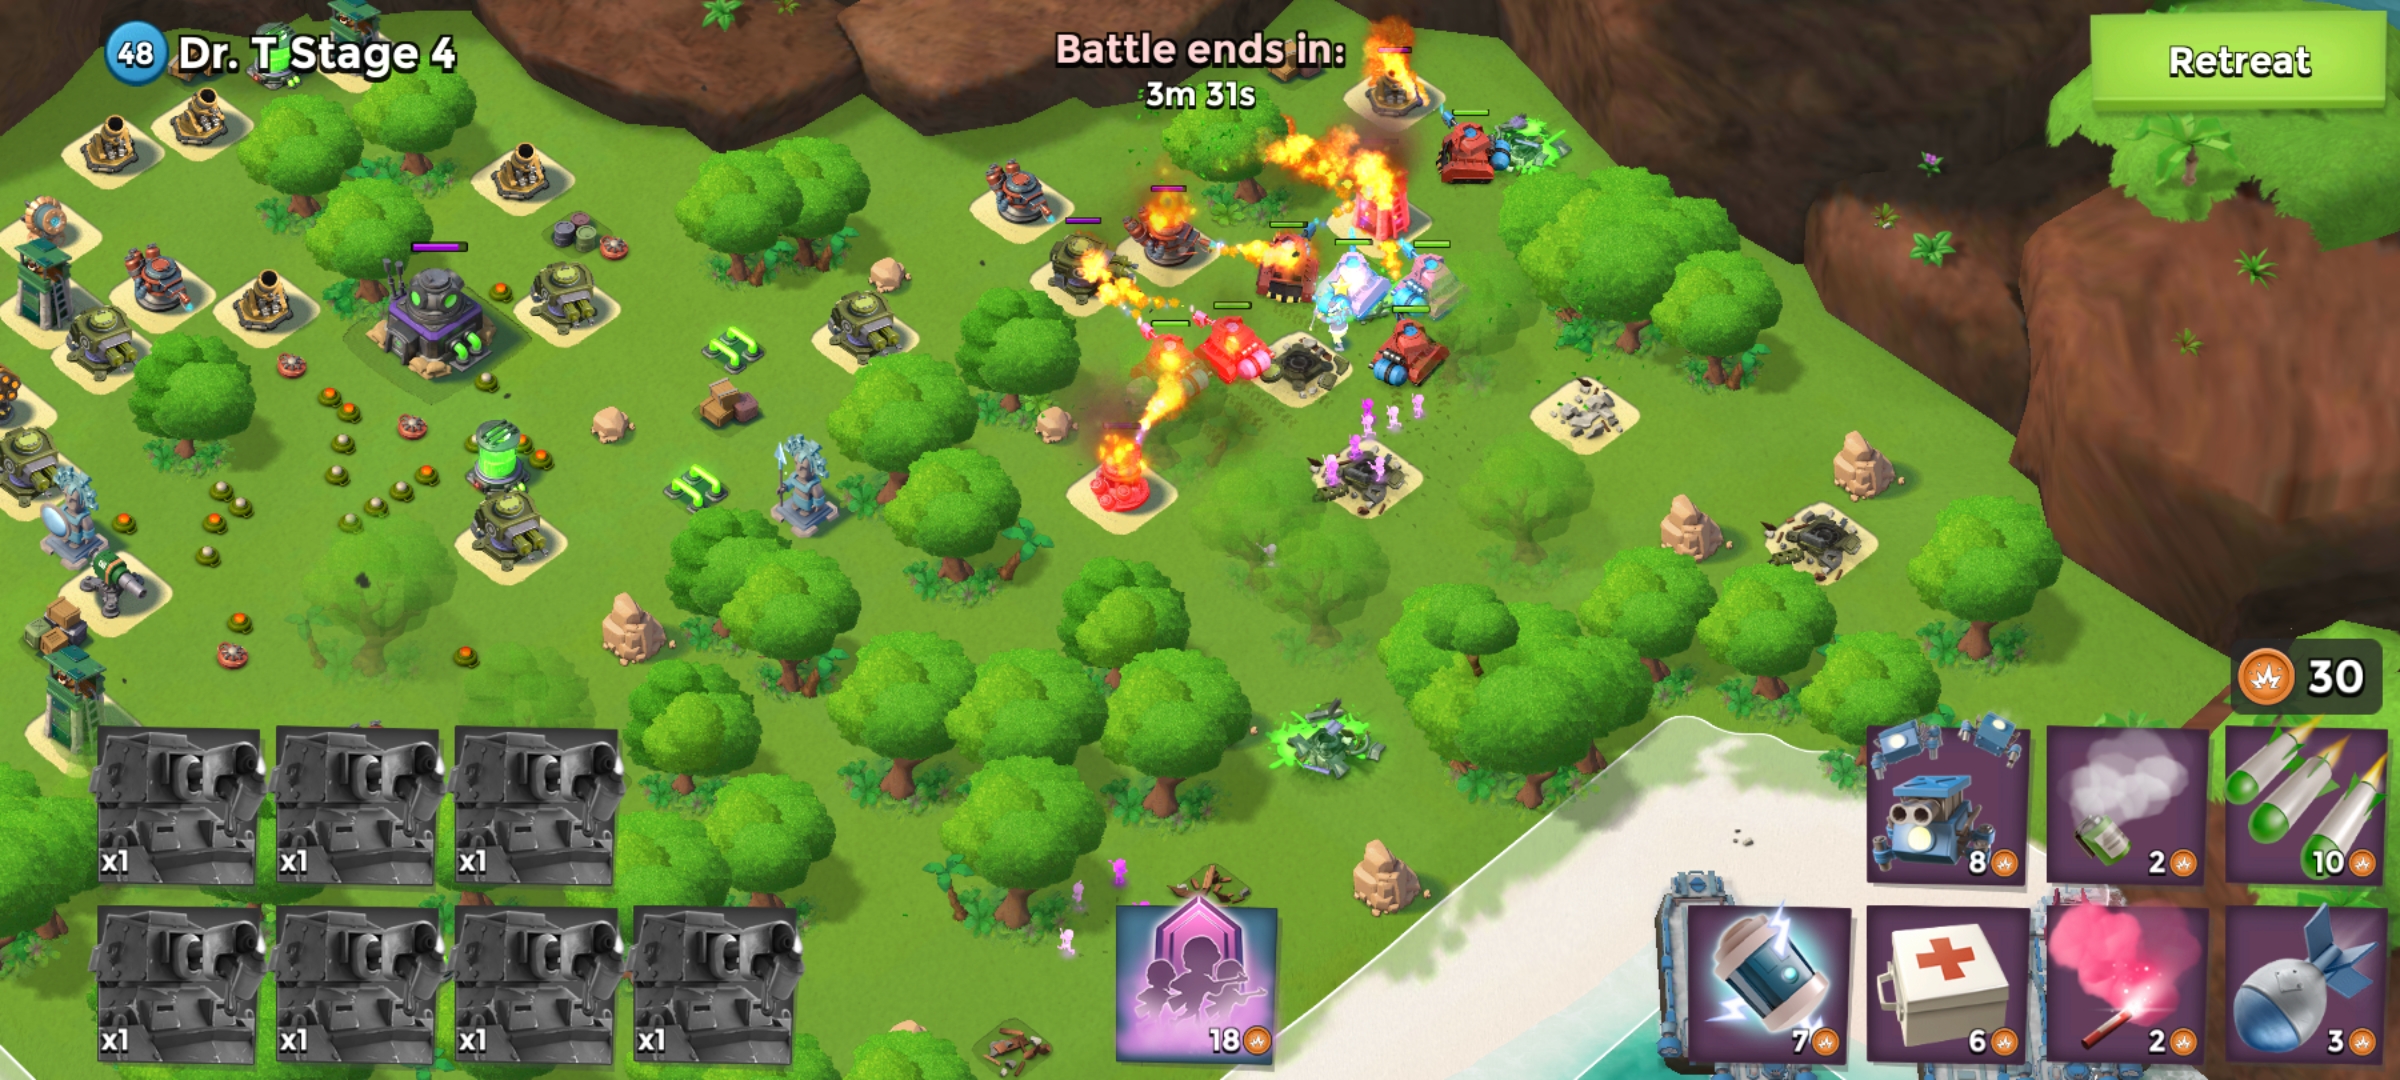 48 Dr. T Stage 4
Battle ends in:
3m 31s
Retreat
30
8
2
10
x1
x1
x1
x1
x1
x1
x1
18
7
6
2
3